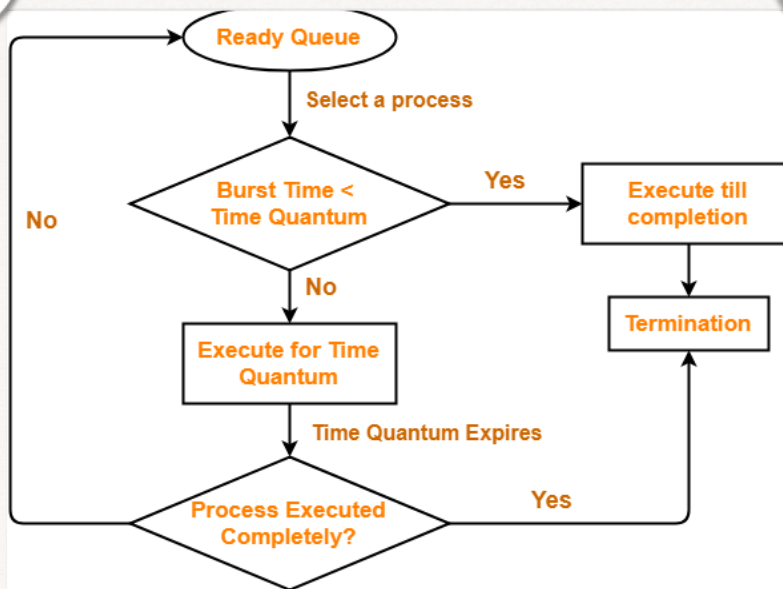 Ready Queue
Select a process
Burst Time <
Time Quantum
Yes
Execute till
completion
No
No
Execute for Time
Quantum
Termination
Time Quantum Expires
Process Executed
Completely?
Yes